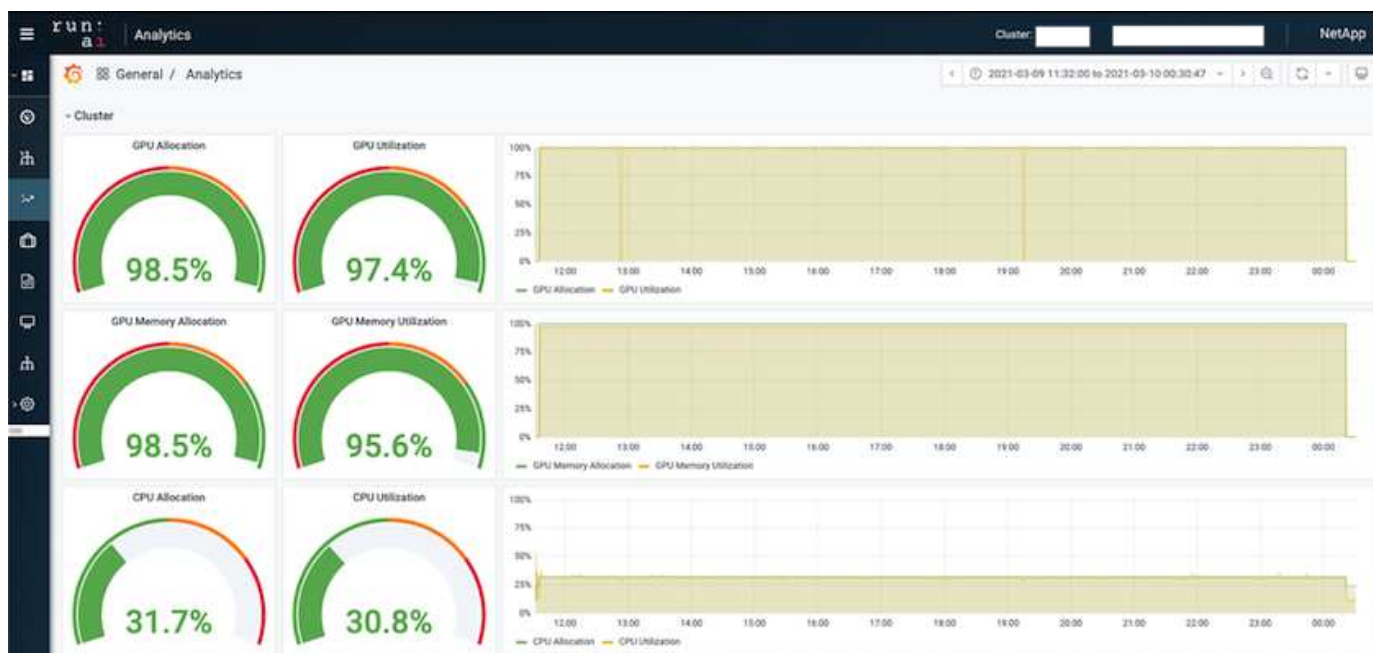 run:
ai
Analytics
Cluster:
NetApp
General / Analytics
2021-03-09 11:32:00 to 2021-03-10 00:30:47
Cluster
GPU Allocation
98.5%
GPU Utilization
97.4%
100%
75%
50%
25%
0%
12:00 13:00 14:00 15:00 16:00 17:00 18:00 19:00 20:00 21:00 22:00 23:00 00:00
GPU Allocation GPU Utilization
GPU Memory Allocation
98.5%
GPU Memory Utilization
95.6%
100%
75%
50%
25%
0%
12:00 13:00 14:00 15:00 16:00 17:00 18:00 19:00 20:00 21:00 22:00 23:00 00:00
GPU Memory Allocation GPU Memory Utilization
CPU Allocation
31.7%
CPU Utilization
30.8%
100%
75%
50%
25%
0%
12:00 13:00 14:00 15:00 16:00 17:00 18:00 19:00 20:00 21:00 22:00 23:00 00:00
CPU Allocation CPU Utilization